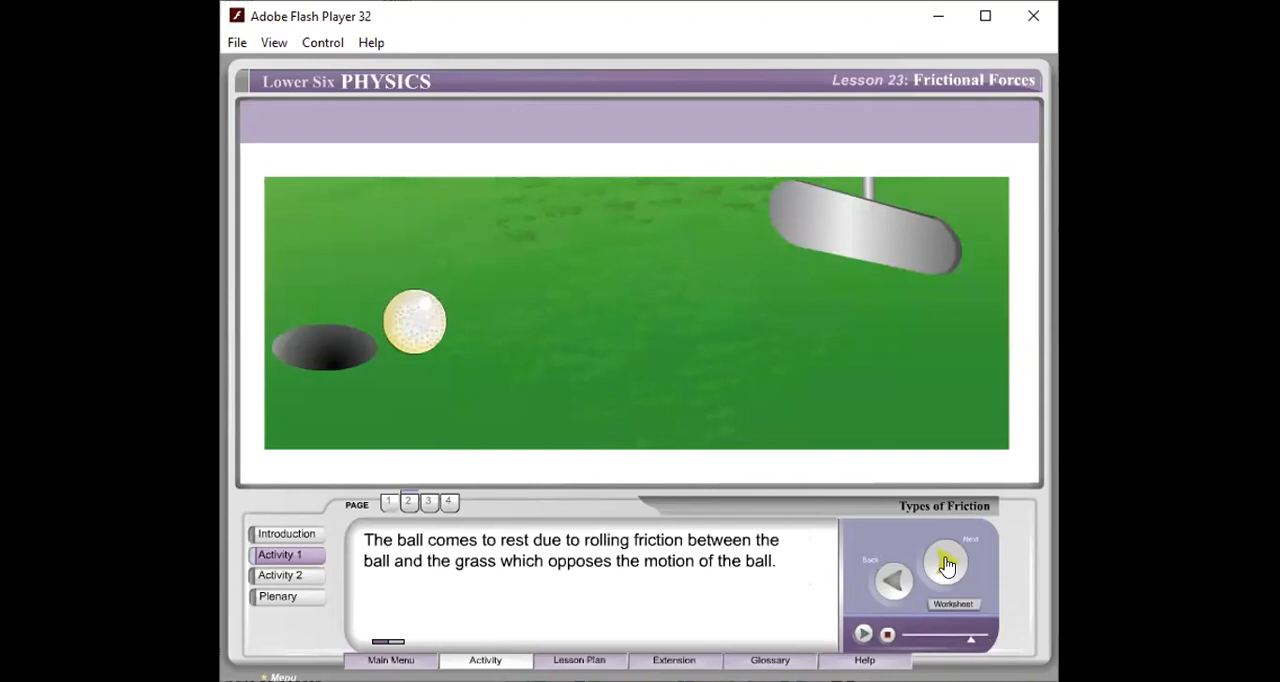 Adobe Flash Player 32
File View Control Help
Lower Six PHYSICS
Lesson 23: Frictional Forces
PAGE 1 2 3 4
Types of Friction
Introduction
Activity 1
Activity 2
Plenary
The ball comes to rest due to rolling friction between the
ball and the grass which opposes the motion of the ball.
Next
Back
Worksheet
Main Menu Activity Lesson Plan Extension Glossary Help
Menu